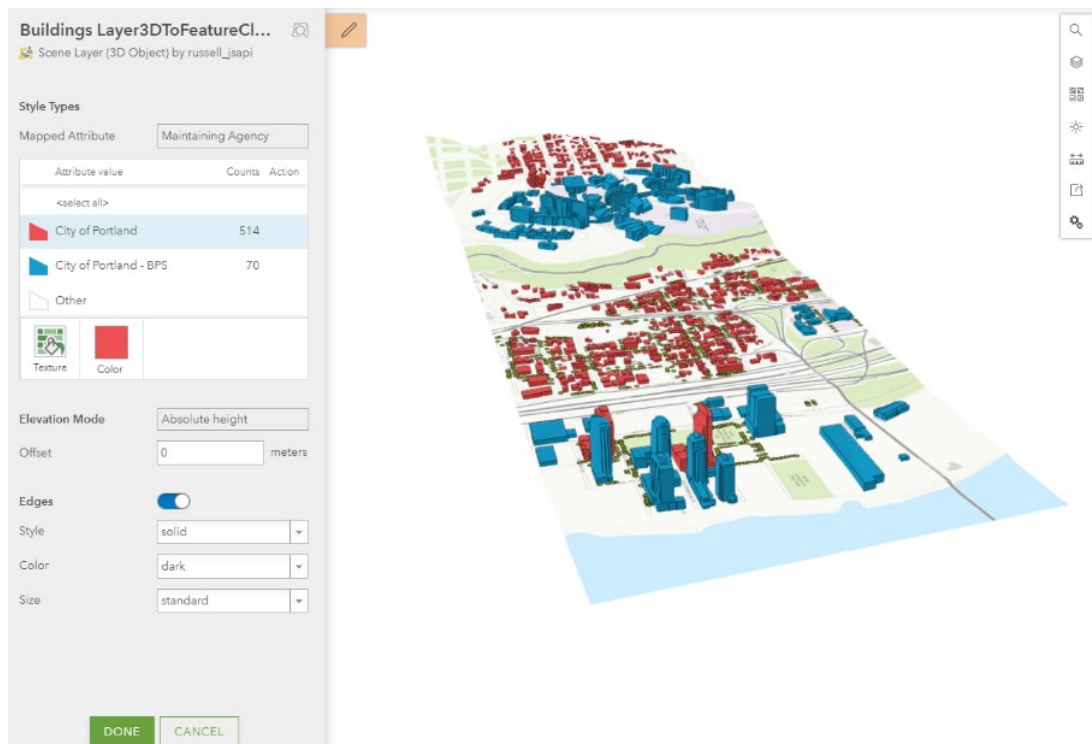 Buildings Layer3DToFeatureCl...
Scene Layer (3D Object) by russell_jsapi
Style Types
Mapped Attribute Maintaining Agency
Attribute value Counts Action
<select all>
City of Portland 514
City of Portland - BPS 70
Other
Texture Color
Elevation Mode Absolute height
Offset 0 meters
Edges
Style solid
Color dark
Size standard
DONE CANCEL